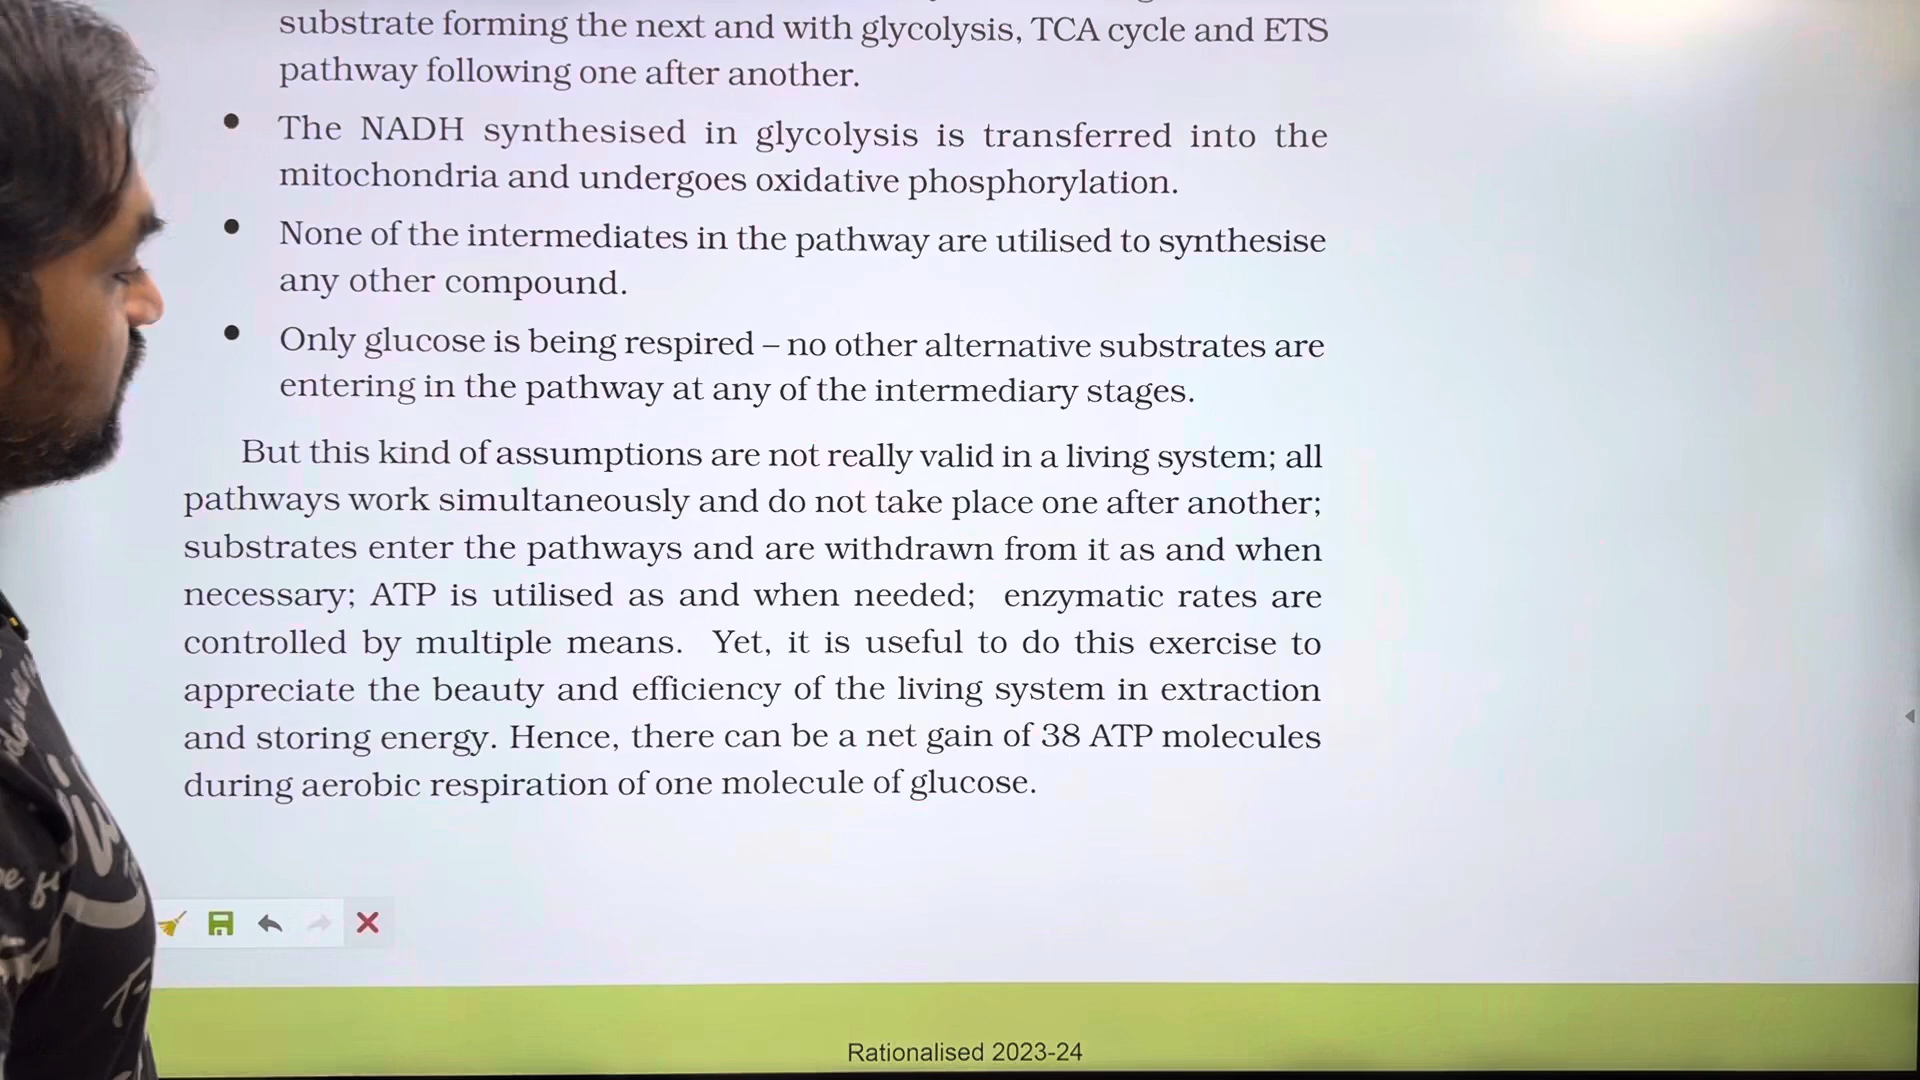 substrate forming the next and with glycolysis, TCA cycle and ETS
pathway following one after another.
• The NADH synthesised in glycolysis is transferred into the
mitochondria and undergoes oxidative phosphorylation.
• None of the intermediates in the pathway are utilised to synthesise
any other compound.
• Only glucose is being respired – no other alternative substrates are
entering in the pathway at any of the intermediary stages.
But this kind of assumptions are not really valid in a living system; all
pathways work simultaneously and do not take place one after another;
substrates enter the pathways and are withdrawn from it as and when
necessary; ATP is utilised as and when needed; enzymatic rates are
controlled by multiple means. Yet, it is useful to do this exercise to
appreciate the beauty and efficiency of the living system in extraction
and storing energy. Hence, there can be a net gain of 38 ATP molecules
during aerobic respiration of one molecule of glucose.
Rationalised 2023-24